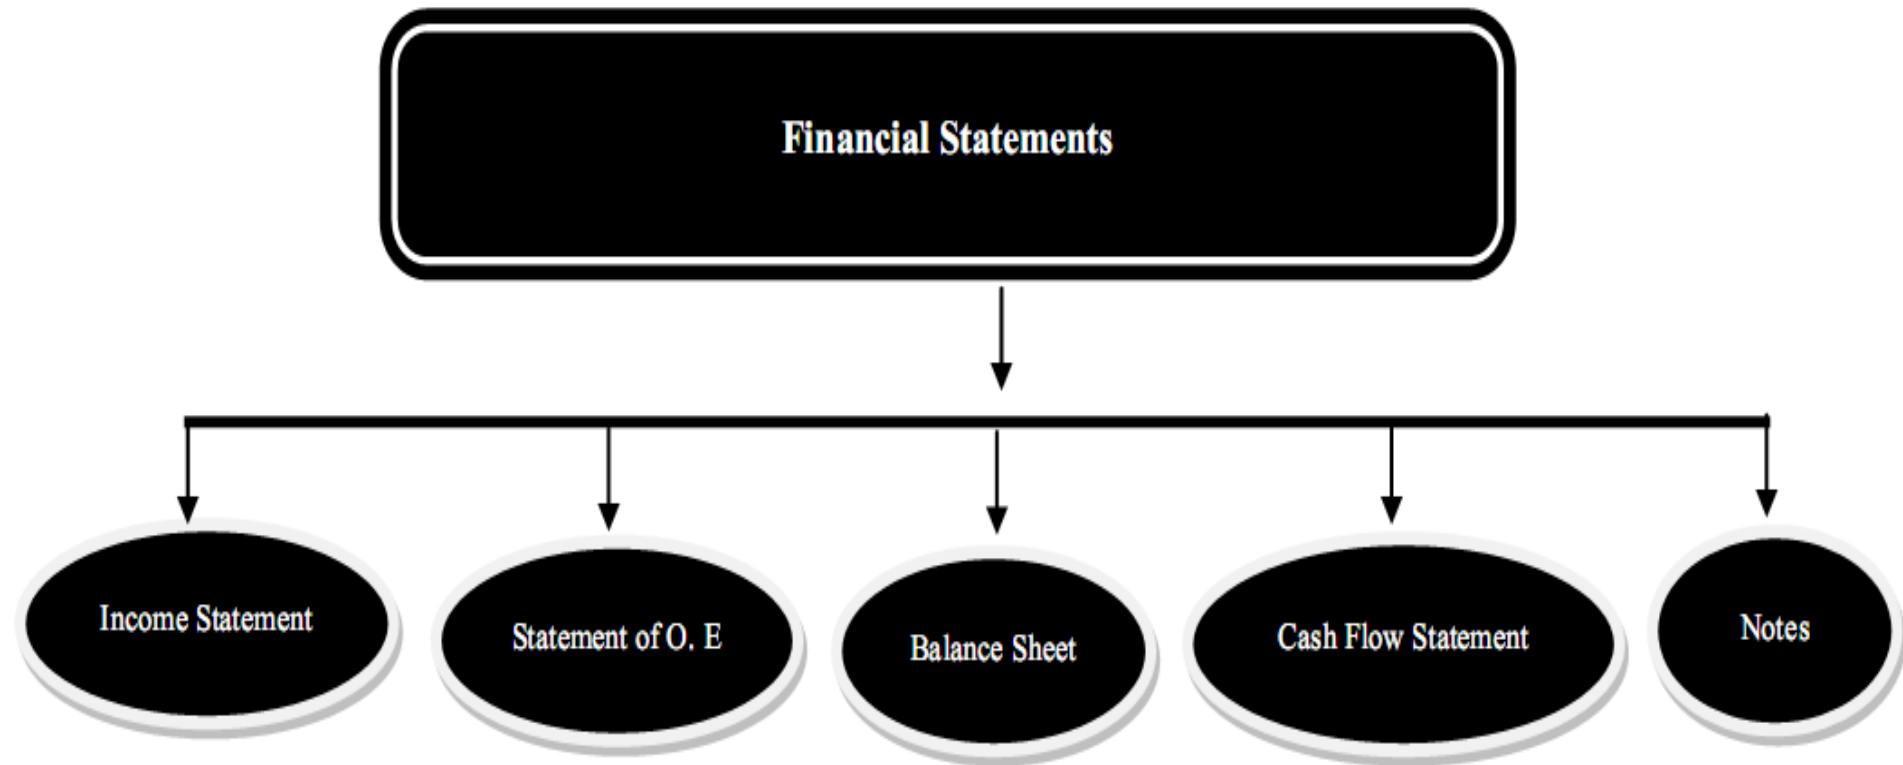 Financial Statements
Income Statement
Statement of O. E
Balance Sheet
Cash Flow Statement
Notes